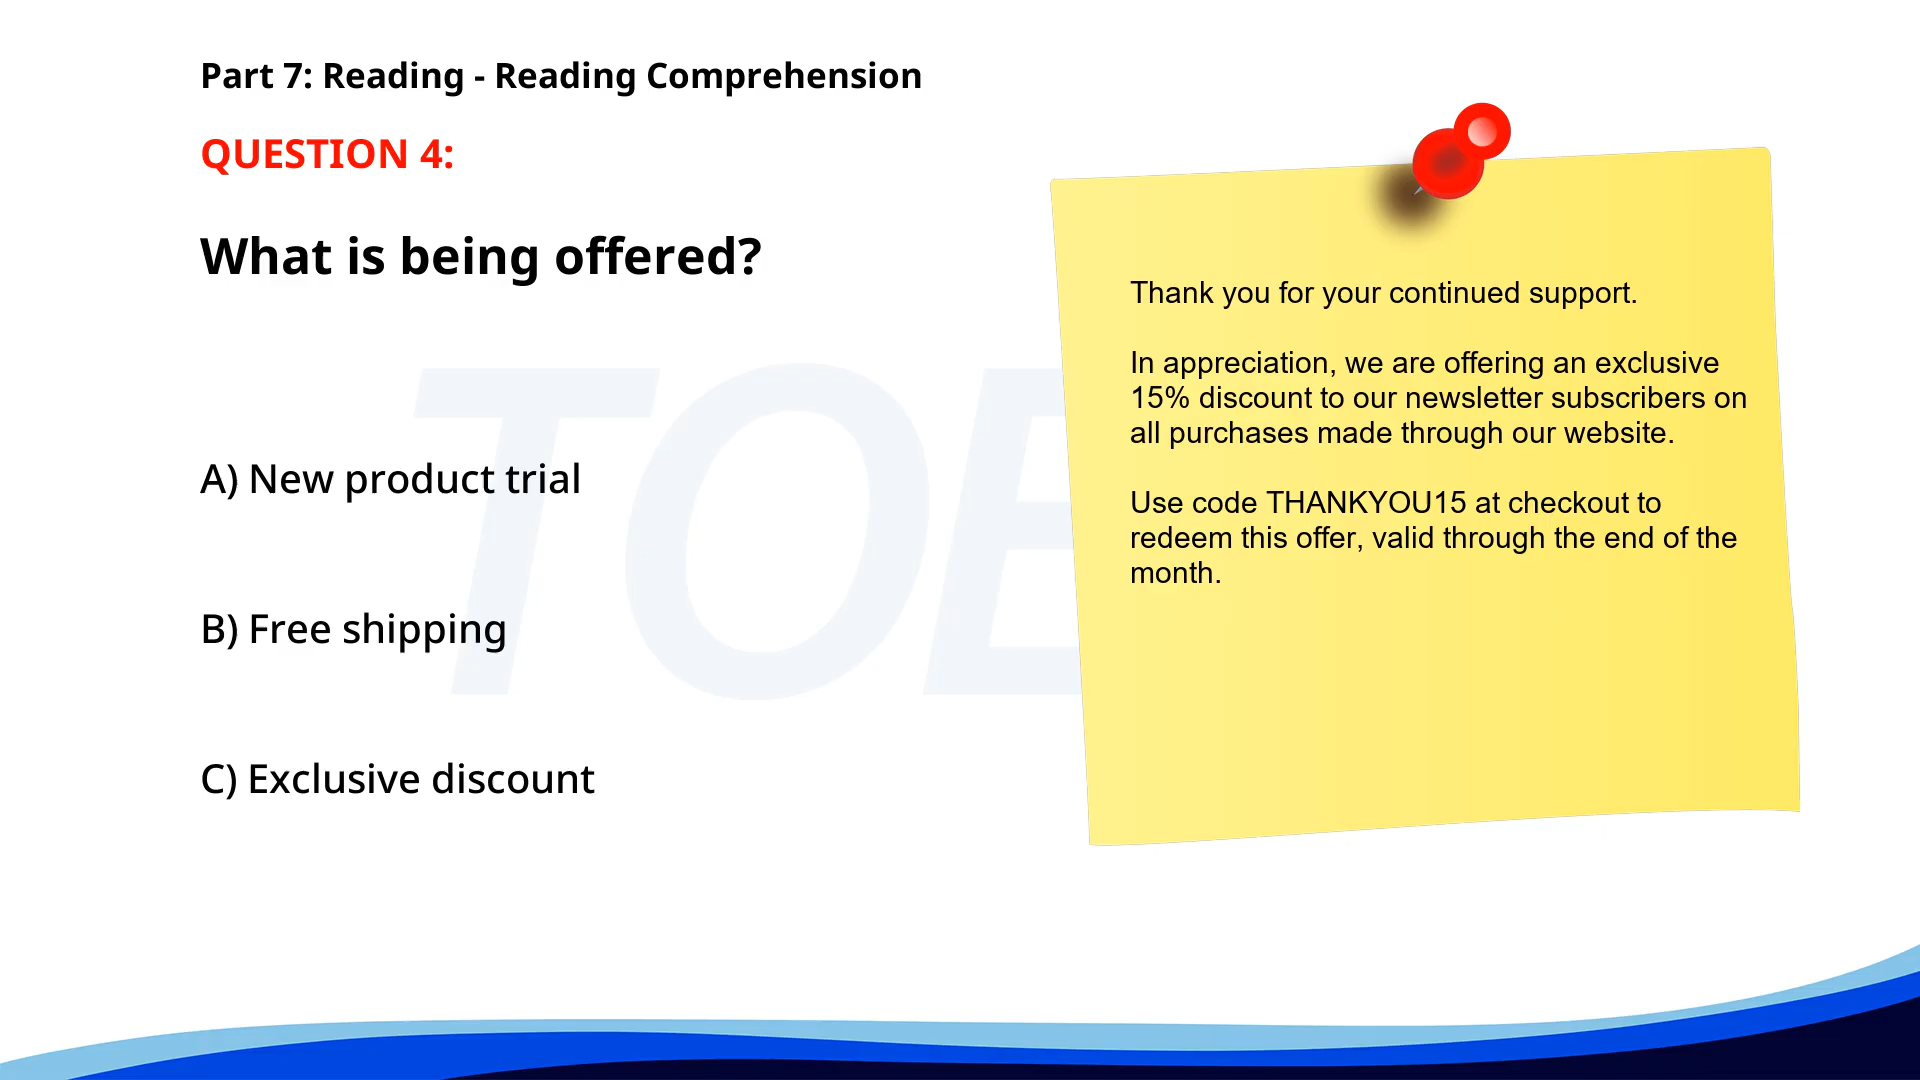 Part 7: Reading - Reading Comprehension
QUESTION 4:
What is being offered?
A) New product trial
B) Free shipping
C) Exclusive discount
Thank you for your continued support.
In appreciation, we are offering an exclusive
15% discount to our newsletter subscribers on
all purchases made through our website.
Use code THANKYOU15 at checkout to
redeem this offer, valid through the end of the
month.
TOE